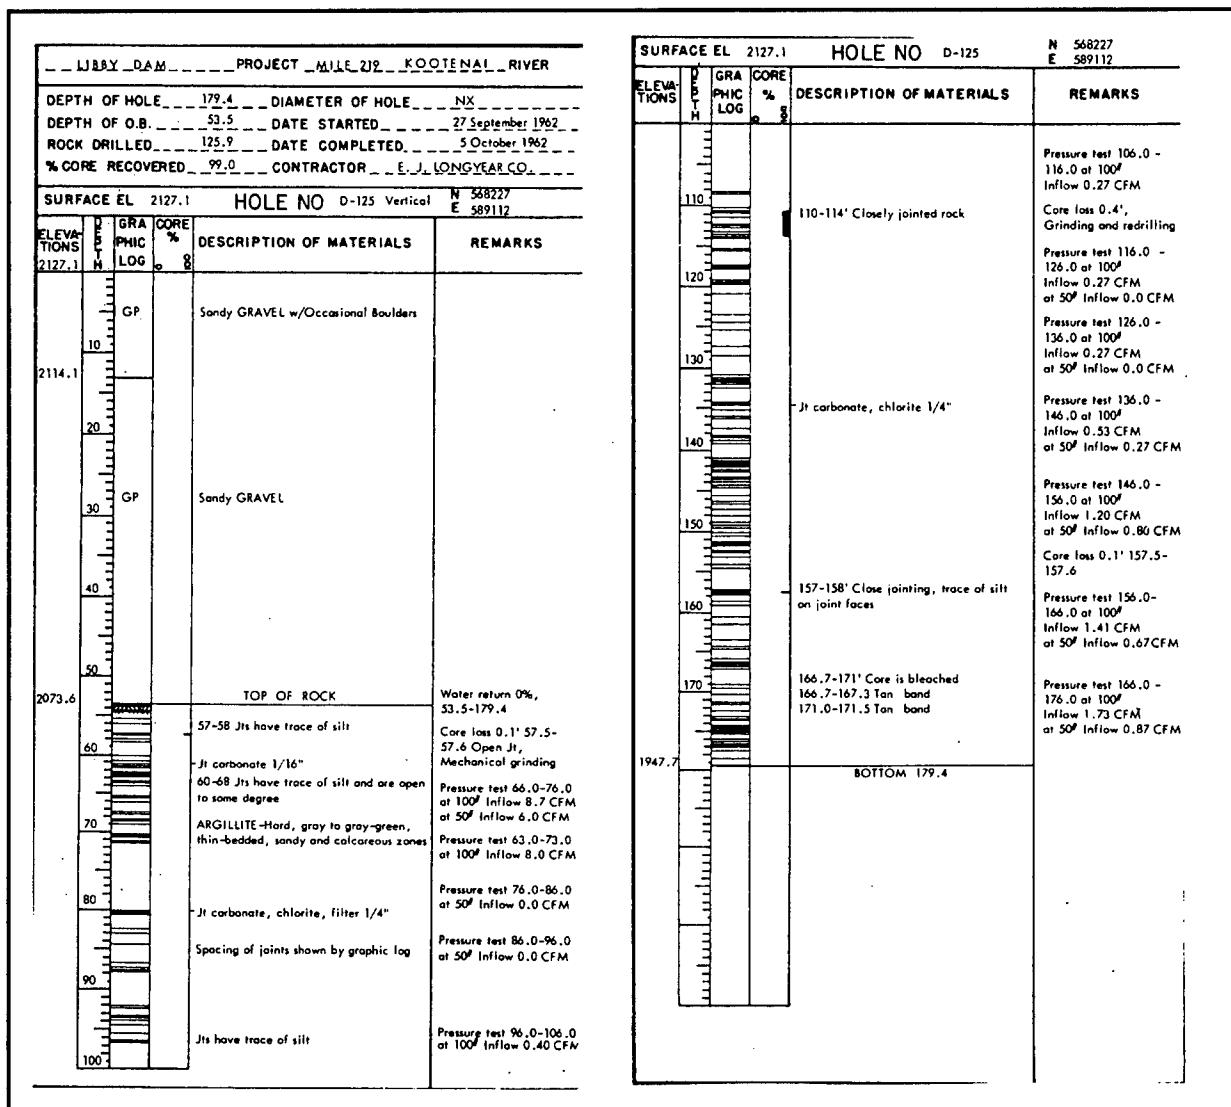 LIBBY DAM PROJECT MILE 219 KOOTENAI RIVER
DEPTH OF HOLE 179.4 DIAMETER OF HOLE NX
DEPTH OF O.B. 53.5 DATE STARTED 27 September 1962
ROCK DRILLED 125.9 DATE COMPLETED 5 October 1962
% CORE RECOVERED 99.0 CONTRACTOR E. J. LONGYEAR CO.
SURFACE EL 2127.1 HOLE NO D-125 Vertical N 568227
E 589112
ELEVA-TIONS DEPTH GRAPHIC LOG CORE % DESCRIPTION OF MATERIALS REMARKS
2127.1
GP Sandy GRAVEL w/Occasional Boulders
10
2114.1
20
GP Sandy GRAVEL
30
40
50
2073.6 TOP OF ROCK
Water return 0%,
53.5-179.4
57-58 Jts have trace of silt
Core loss 0.1' 57.5-
57.6 Open Jt,
Mechanical grinding
60
Jt carbonate 1/16"
60-68 Jts have trace of silt and are open
to some degree
Pressure test 66.0-76.0
at 100# Inflow 8.7 CFM
at 50# Inflow 6.0 CFM
70
ARGILLITE-Hard, gray to gray-green,
thin-bedded, sandy and calcareous zones
Pressure test 63.0-73.0
at 100# Inflow 8.0 CFM
Pressure test 76.0-86.0
at 50# Inflow 0.0 CFM
80
Jt carbonate, chlorite, filter 1/4"
Spacing of joints shown by graphic log
Pressure test 86.0-96.0
at 50# Inflow 0.0 CFM
90
Jts have trace of silt
Pressure test 96.0-106.0
at 100# Inflow 0.40 CFM
100
SURFACE EL 2127.1 HOLE NO D-125 N 568227
E 589112
ELEVA-TIONS DEPTH GRAPHIC LOG CORE % DESCRIPTION OF MATERIALS REMARKS
Pressure test 106.0 -
116.0 at 100#
Inflow 0.27 CFM
110
110-114' Closely jointed rock
Core loss 0.4',
Grinding and redrilling
Pressure test 116.0 -
126.0 at 100#
Inflow 0.27 CFM
at 50# Inflow 0.0 CFM
120
Pressure test 126.0 -
136.0 at 100#
Inflow 0.27 CFM
at 50# Inflow 0.0 CFM
130
Jt carbonate, chlorite 1/4"
Pressure test 136.0 -
146.0 at 100#
Inflow 0.53 CFM
at 50# Inflow 0.27 CFM
140
Pressure test 146.0 -
156.0 at 100#
Inflow 1.20 CFM
at 50# Inflow 0.80 CFM
150
Core loss 0.1' 157.5-
157.6
157-158' Close jointing, trace of silt
on joint faces
160
Pressure test 156.0-
166.0 at 100#
Inflow 1.41 CFM
at 50# Inflow 0.67CFM
166.7-171' Core is bleached
166.7-167.3 Tan band
171.0-171.5 Tan band
170
Pressure test 166.0 -
176.0 at 100#
Inflow 1.73 CFM
at 50# Inflow 0.87 CFM
1947.7
BOTTOM 179.4